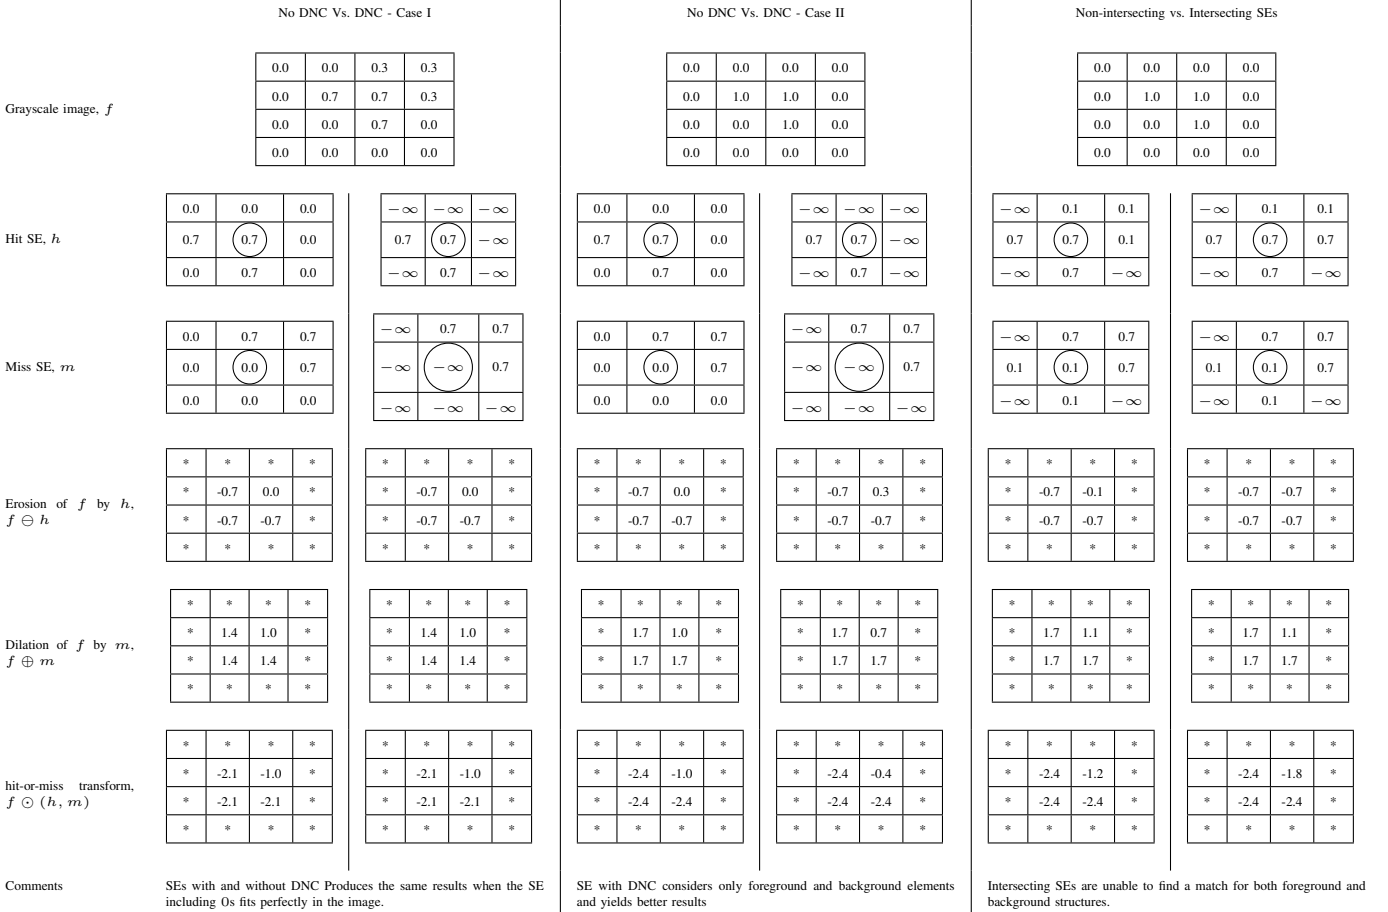 No DNC Vs. DNC - Case I No DNC Vs. DNC - Case II Non-intersecting vs. Intersecting SEs
0.0 0.0 0.3 0.3 0.0 0.0 0.0 0.0 0.0 0.0 0.0 0.0
0.0 0.7 0.7 0.3 0.0 1.0 1.0 0.0 0.0 1.0 1.0 0.0
Grayscale image, f
0.0 0.0 0.7 0.0 0.0 0.0 1.0 0.0 0.0 0.0 1.0 0.0
0.0 0.0 0.0 0.0 0.0 0.0 0.0 0.0 0.0 0.0 0.0 0.0
0.0 0.0 0.0 −∞ −∞ −∞ 0.0 0.0 0.0 −∞ −∞ −∞ −∞ 0.1 0.1 −∞ 0.1 0.1
Hit SE, h 0.7 0.7 0.0 0.7 0.7 −∞ 0.7 0.7 0.0 0.7 0.7 −∞ 0.7 0.7 0.1 0.7 0.7 0.7
0.0 0.7 0.0 −∞ 0.7 −∞ 0.0 0.7 0.0 −∞ 0.7 −∞ −∞ 0.7 −∞ −∞ 0.7 −∞
0.0 0.7 0.7 −∞ 0.7 0.7 0.0 0.7 0.7 −∞ 0.7 0.7 −∞ 0.7 0.7 −∞ 0.7 0.7
Miss SE, m 0.0 0.0 0.7 −∞ −∞ 0.7 0.0 0.0 0.7 −∞ −∞ 0.7 0.1 0.1 0.7 0.1 0.1 0.7
0.0 0.0 0.0 −∞ −∞ −∞ 0.0 0.0 0.0 −∞ −∞ −∞ −∞ 0.1 −∞ −∞ 0.1 −∞
* * * * * * * * * * * * * * * * * * * * * * * *
* -0.7 0.0 * * -0.7 0.0 * * -0.7 0.0 * * -0.7 0.3 * * -0.7 -0.1 * * -0.7 -0.7 *
Erosion of f by h,
f ⊖ h
* -0.7 -0.7 * * -0.7 -0.7 * * -0.7 -0.7 * * -0.7 -0.7 * * -0.7 -0.7 * * -0.7 -0.7 *
* * * * * * * * * * * * * * * * * * * * * * * *
* * * * * * * * * * * * * * * * * * * * * * * *
* 1.4 1.0 * * 1.4 1.0 * * 1.7 1.0 * * 1.7 0.7 * * 1.7 1.1 * * 1.7 1.1 *
Dilation of f by m,
f ⊕ m
* 1.4 1.4 * * 1.4 1.4 * * 1.7 1.7 * * 1.7 1.7 * * 1.7 1.7 * * 1.7 1.7 *
* * * * * * * * * * * * * * * * * * * * * * * *
* * * * * * * * * * * * * * * * * * * * * * * *
* -2.1 -1.0 * * -2.1 -1.0 * * -2.4 -1.0 * * -2.4 -0.4 * * -2.4 -1.2 * * -2.4 -1.8 *
hit-or-miss transform,
f ⊙ (h, m)
* -2.1 -2.1 * * -2.1 -2.1 * * -2.4 -2.4 * * -2.4 -2.4 * * -2.4 -2.4 * * -2.4 -2.4 *
* * * * * * * * * * * * * * * * * * * * * * * *
Comments
SEs with and without DNC Produces the same results when the SE
including 0s fits perfectly in the image.
SE with DNC considers only foreground and background elements
and yields better results
Intersecting SEs are unable to find a match for both foreground and
background structures.